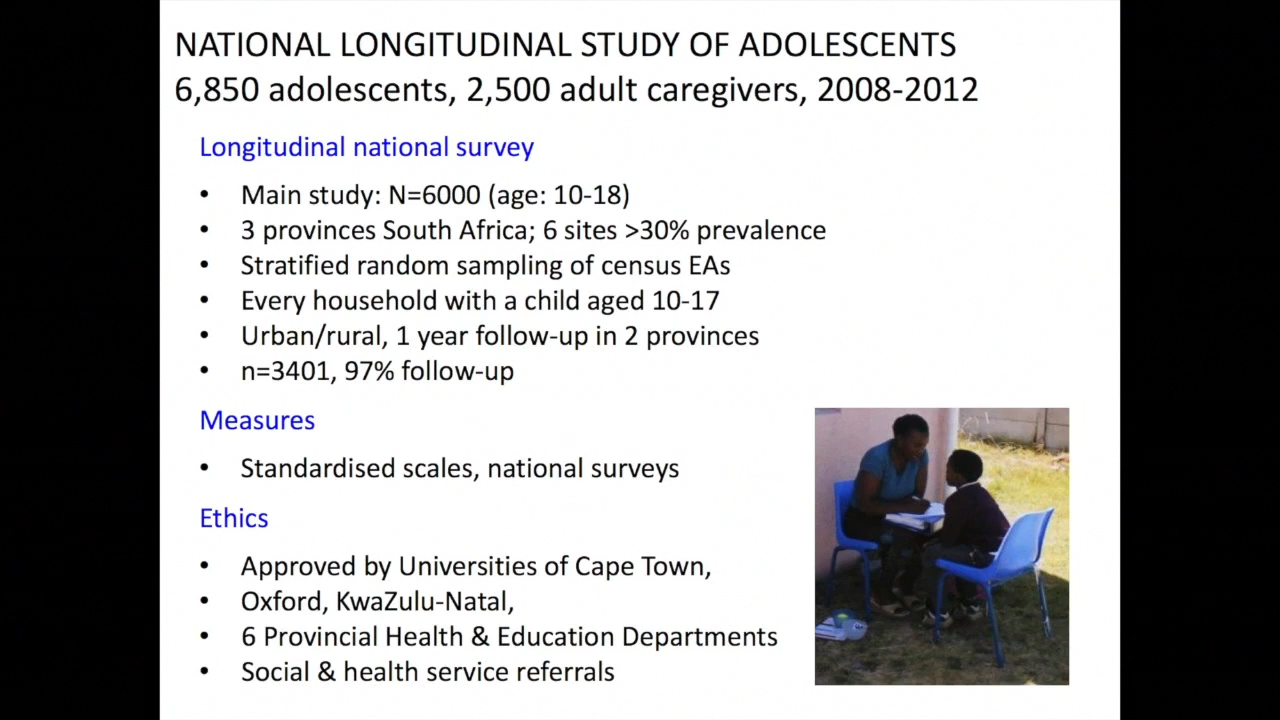 NATIONAL LONGITUDINAL STUDY OF ADOLESCENTS
6,850 adolescents, 2,500 adult caregivers, 2008-2012
Longitudinal national survey
• Main study: N=6000 (age: 10-18)
• 3 provinces South Africa; 6 sites >30% prevalence
• Stratified random sampling of census EAs
• Every household with a child aged 10-17
• Urban/rural, 1 year follow-up in 2 provinces
• n=3401, 97% follow-up
Measures
• Standardised scales, national surveys
Ethics
• Approved by Universities of Cape Town,
• Oxford, KwaZulu-Natal,
• 6 Provincial Health & Education Departments
• Social & health service referrals